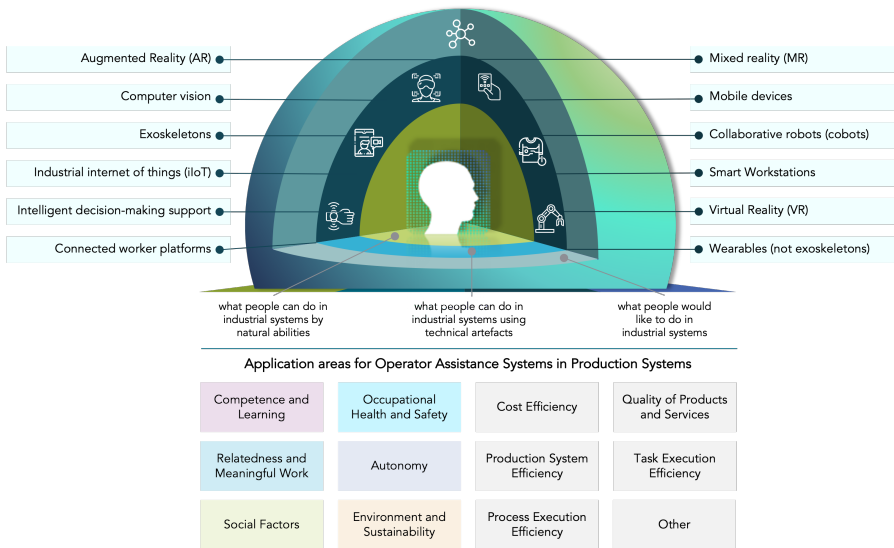 Augmented Reality (AR)
Computer vision
Exoskeletons
Industrial internet of things (iIoT)
Intelligent decision-making support
Connected worker platforms
Mixed reality (MR)
Mobile devices
Collaborative robots (cobots)
Smart Workstations
Virtual Reality (VR)
Wearables (not exoskeletons)
what people can do in
industrial systems by
natural abilities
what people can do in
industrial systems using
technical artefacts
what people would
like to do in
industrial systems
Application areas for Operator Assistance Systems in Production Systems
Competence and
Learning
Occupational
Health and Safety
Cost Efficiency
Quality of Products
and Services
Relatedness and
Meaningful Work
Autonomy
Production System
Efficiency
Task Execution
Efficiency
Social Factors
Environment and
Sustainability
Process Execution
Efficiency
Other